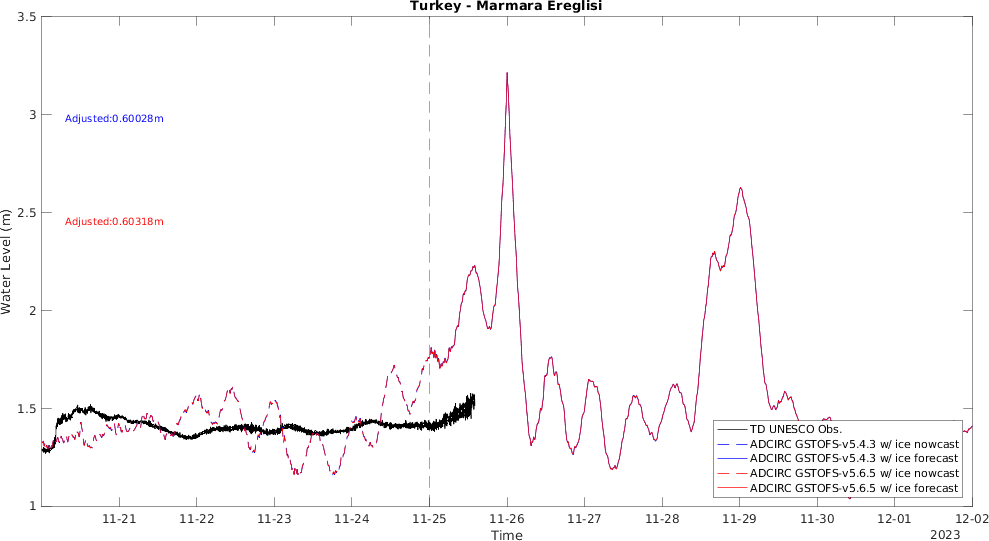 Turkey - Marmara Ereglisi
3.5
3
2.5
2
1.5
1
Water Level (m)
Adjusted:0.60028m
Adjusted:0.60318m
TD UNESCO Obs.
ADCIRC GSTOFS-v5.4.3 w/ ice nowcast
ADCIRC GSTOFS-v5.4.3 w/ ice forecast
ADCIRC GSTOFS-v5.6.5 w/ ice nowcast
ADCIRC GSTOFS-v5.6.5 w/ ice forecast
11-21 11-22 11-23 11-24 11-25 11-26 11-27 11-28 11-29 11-30 12-01 12-02
Time
2023